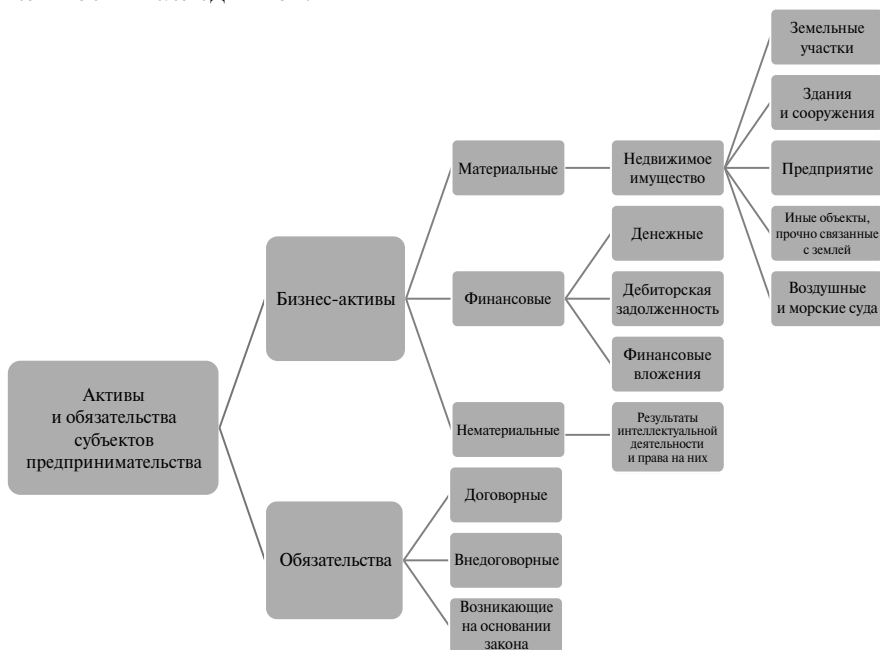 Земельные
участки
Здания
и сооружения
Материальные
Недвижимое
имущество
Предприятие
Денежные
Иные объекты,
прочно связанные
с землей
Бизнес-активы
Финансовые
Дебиторская
задолженность
Воздушные
и морские суда
Финансовые
вложения
Активы
и обязательства
субъектов
предпринимательства
Нематериальные
Результаты
интеллектуальной
деятельности
и права на них
Договорные
Обязательства
Внедоговорные
Возникающие
на основании
закона